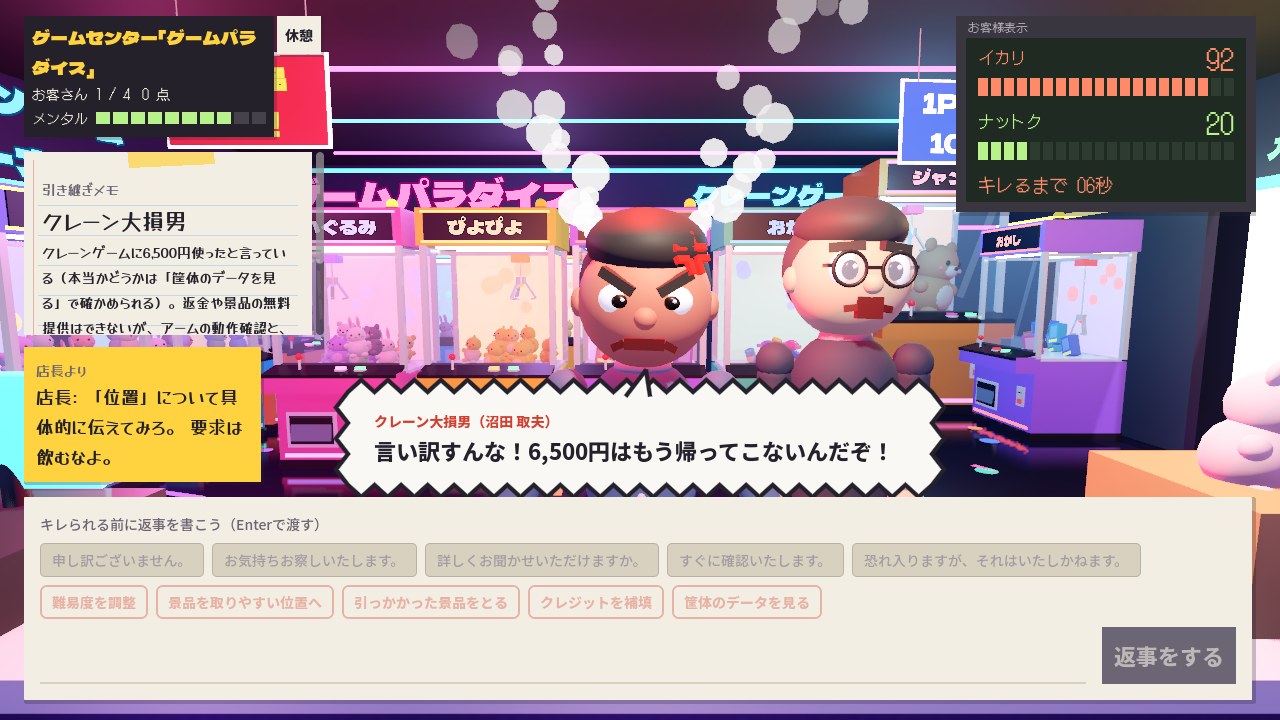 ゲームセンター「ゲームパラ
ダイス」
お客さん 1/40点
メンタル
休憩
引き継ぎメモ
クレーン大損男
クレーンゲームに6,500円使ったと言ってい
る（本当かどうかは「筐体のデータを見
る」で確かめられる）。返金や景品の無料
提供はできないが、アームの動作確認と、
店長より
店長: 「位置」について具
体的に伝えてみろ。 要求は
飲むなよ。
お客様表示
イカリ 92
ナットク 20
キレるまで 06秒
ームパラダイス
クレーンゲー
ぐるみ
ぴよぴよ
おか
ジャン
おかし
1P
10
クレーン大損男（沼田 取夫）
言い訳すんな！6,500円はもう帰ってこないんだぞ！
キレられる前に返事を書こう（Enterで渡す）
申し訳ございません。
お気持ちお察しいたします。
詳しくお聞かせいただけますか。
すぐに確認いたします。
恐れ入りますが、それはいたしかねます。
難易度を調整
景品を取りやすい位置へ
引っかかった景品をとる
クレジットを補填
筐体のデータを見る
返事をする